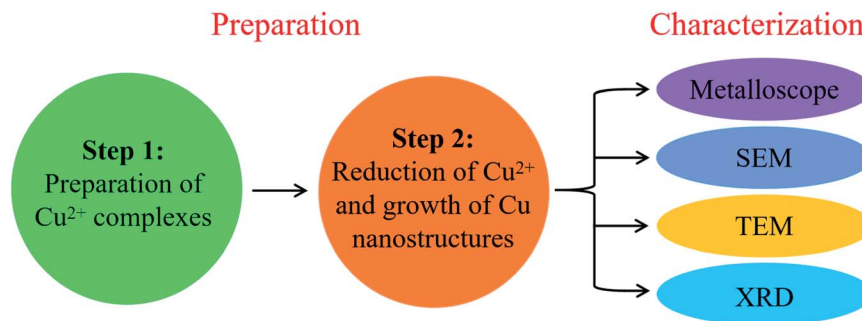 Preparation
Characterization
Step 1:
Preparation of
Cu²⁺ complexes
Step 2:
Reduction of Cu²⁺
and growth of Cu
nanostructures
Metalloscope
SEM
TEM
XRD